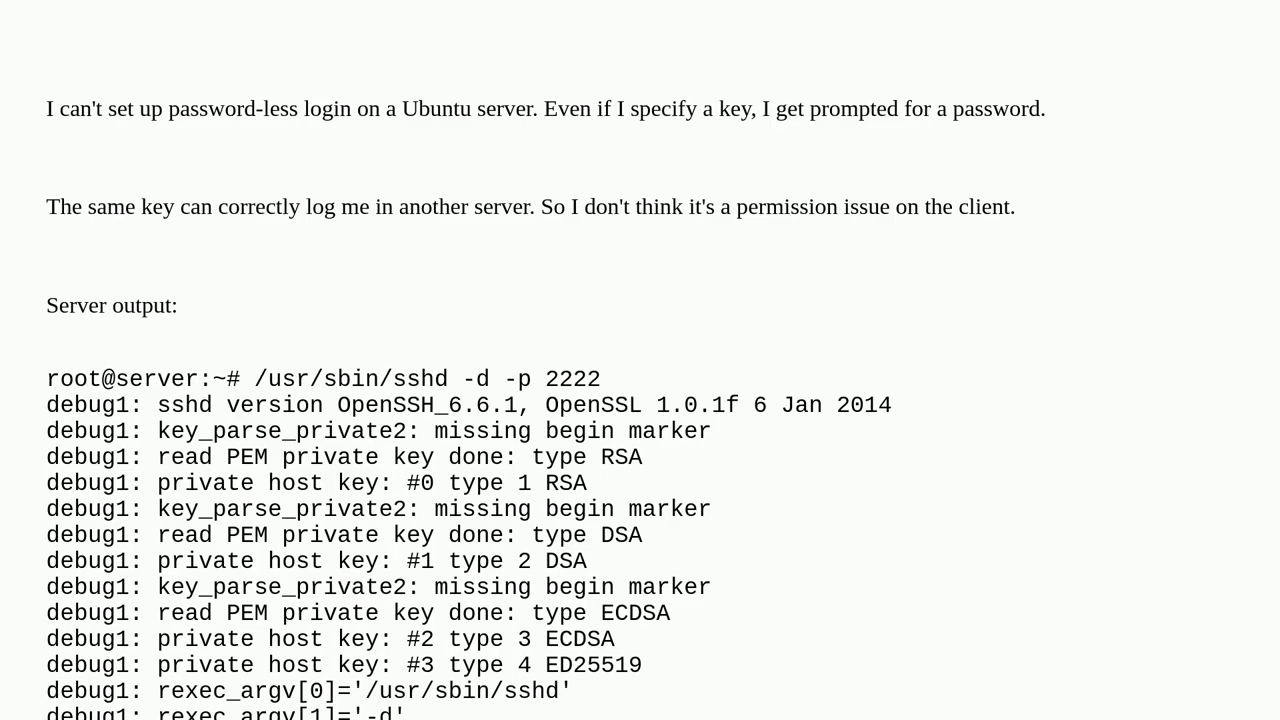 I can't set up password-less login on a Ubuntu server. Even if I specify a key, I get prompted for a password.
The same key can correctly log me in another server. So I don't think it's a permission issue on the client.
Server output:
root@server:~# /usr/sbin/sshd -d -p 2222
debug1: sshd version OpenSSH_6.6.1, OpenSSL 1.0.1f 6 Jan 2014
debug1: key_parse_private2: missing begin marker
debug1: read PEM private key done: type RSA
debug1: private host key: #0 type 1 RSA
debug1: key_parse_private2: missing begin marker
debug1: read PEM private key done: type DSA
debug1: private host key: #1 type 2 DSA
debug1: key_parse_private2: missing begin marker
debug1: read PEM private key done: type ECDSA
debug1: private host key: #2 type 3 ECDSA
debug1: private host key: #3 type 4 ED25519
debug1: rexec_argv[0]='/usr/sbin/sshd'
debug1: rexec_argv[1]='-d'